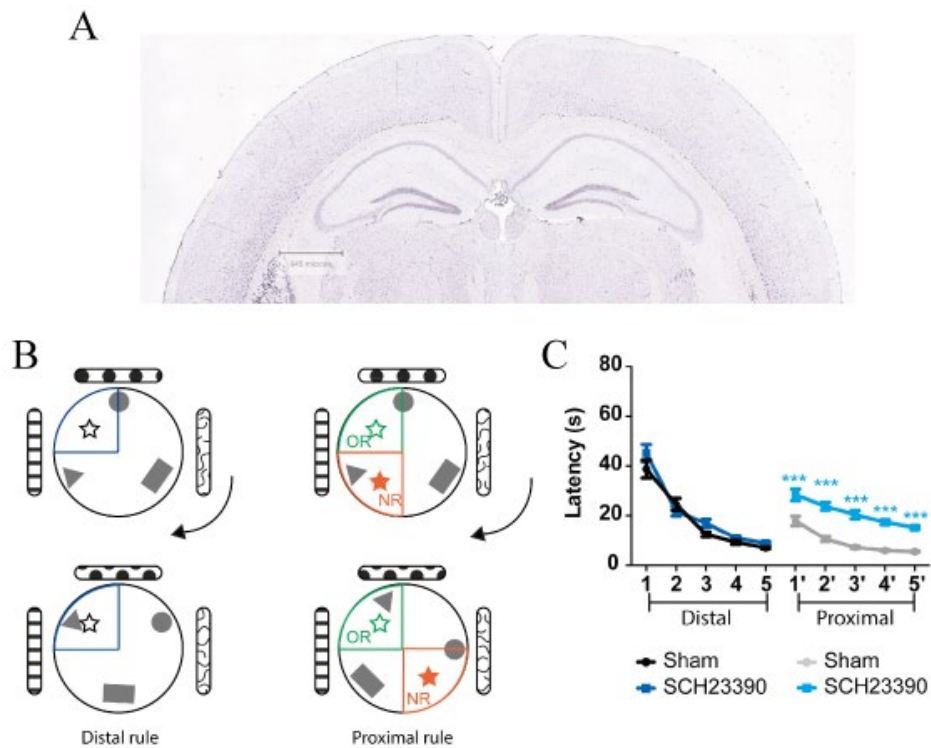 A
B
OR
NR
OR
NR
Distal rule
Proximal rule
C
Latency (s)
80
60
40
20
0
*** *** *** *** ***
1 2 3 4 5 1' 2' 3' 4' 5'
Distal Proximal
Sham Sham
SCH23390 SCH23390